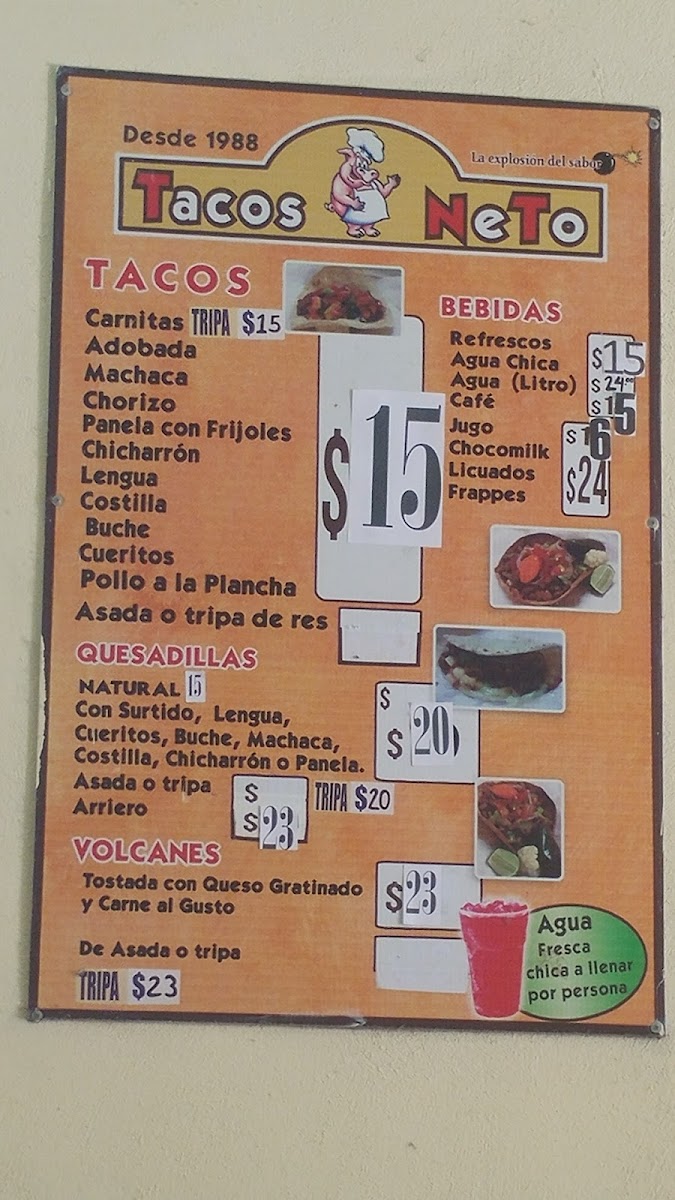 Desde 1988
La explosión del sabor
Tacos NeTo
TACOS
Carnitas TRIPA $15
Adobada
Machaca
Chorizo
Panela con Frijoles
Chicharrón
Lengua
$15
Costilla
Buche
Cueritos
Pollo a la Plancha
Asada o tripa de res
QUESADILLAS
NATURAL 15
Con Surtido, Lengua,
Cueritos, Buche, Machaca,
Costilla, Chicharrón o Panela.
$
$20
Asada o tripa $
TRIPA $20
Arriero $23
VOLCANES
Tostada con Queso Gratinado
y Carne al Gusto
$23
De Asada o tripa
TRIPA $23
BEBIDAS
Refrescos
Agua Chica $15
Agua (Litro) $24.00
Café $15
Jugo $16
Chocomilk
Licuados $24
Frappes
Agua
Fresca
chica a llenar
por persona